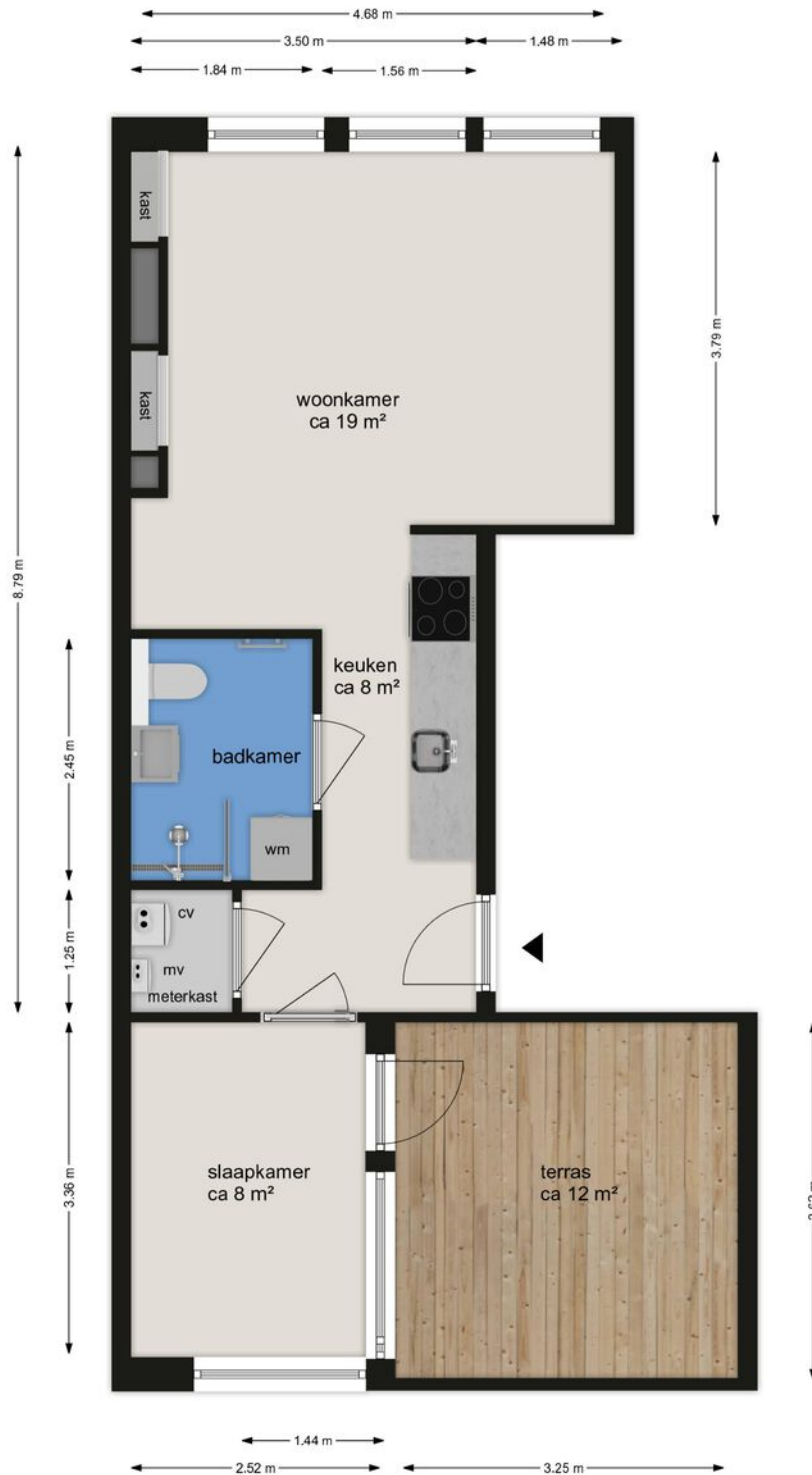 4.68 m
3.50 m
1.48 m
1.84 m
1.56 m
kast
kast
3.79 m
woonkamer
ca 19 m²
8.79 m
keuken
ca 8 m²
badkamer
2.45 m
wm
cv
mv
meterkast
1.25 m
slaapkamer
ca 8 m²
terras
ca 12 m²
3.36 m
1.44 m
2.52 m
3.25 m